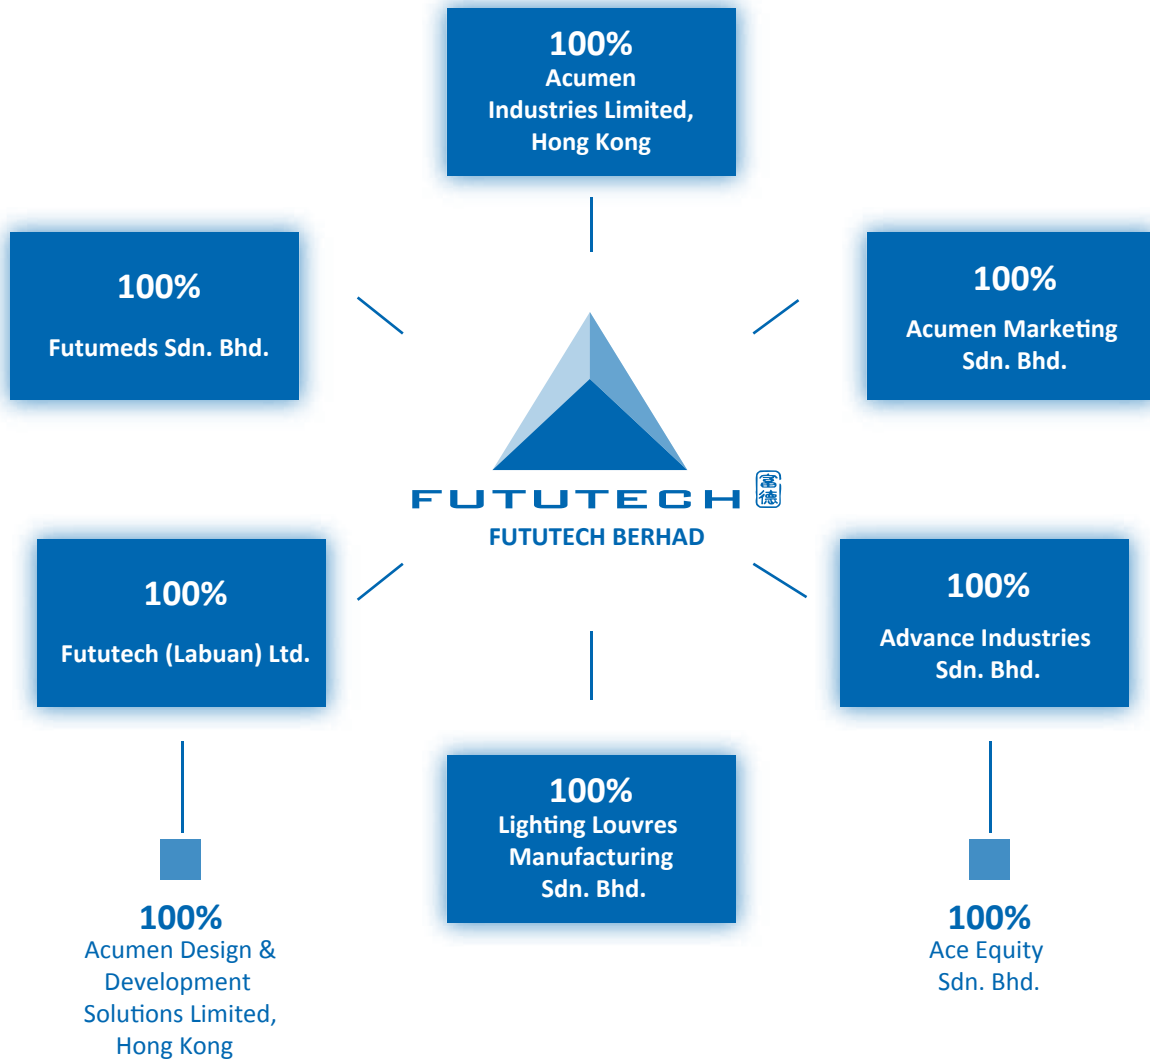 100%
Acumen
Industries Limited,
Hong Kong
100%
Futumeds Sdn. Bhd.
100%
Acumen Marketing
Sdn. Bhd.
FUTUTECH
富德
FUTUTECH BERHAD
100%
Fututech (Labuan) Ltd.
100%
Advance Industries
Sdn. Bhd.
100%
Lighting Louvres
Manufacturing
Sdn. Bhd.
100%
Acumen Design &
Development
Solutions Limited,
Hong Kong
100%
Ace Equity
Sdn. Bhd.